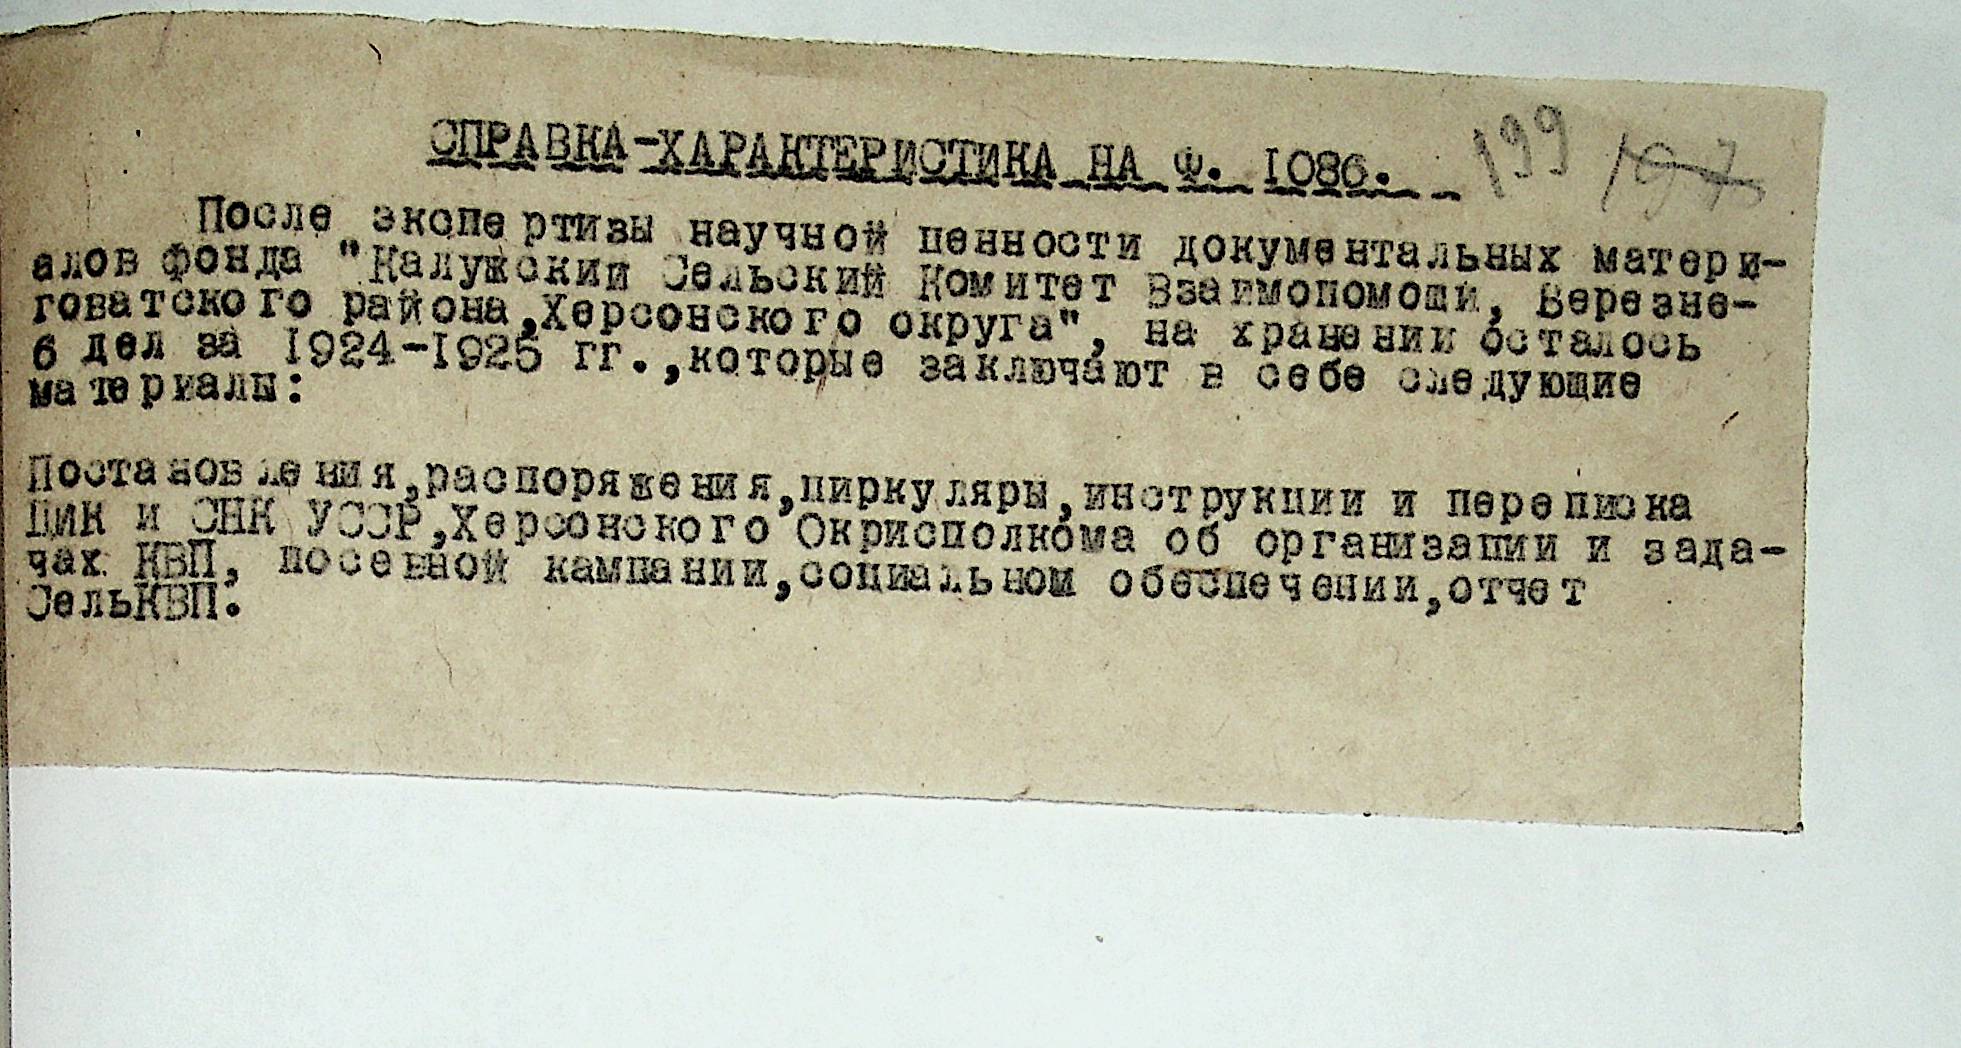 СПРАВКА-ХАРАКТЕРИСТИКА НА Ф. 1086.
199 197
После экспертизы научной ценности документальных матери-
алов фонда "Калужский Сельский Комитет Взаимопомощи, Березне-
говатского района,Херсонского округа", на хранении осталось
6 дел за 1924-1925 гг.,которые заключают в себе следующие
материалы:
Постановления,распоряжения,циркуляры,инструкции и переписка
ЦИК и СНК УССР,Херсонского Окрисполкома об организации и зада-
чах КВП, посевной кампании,социальном обеспечении,отчет
СельКВП.